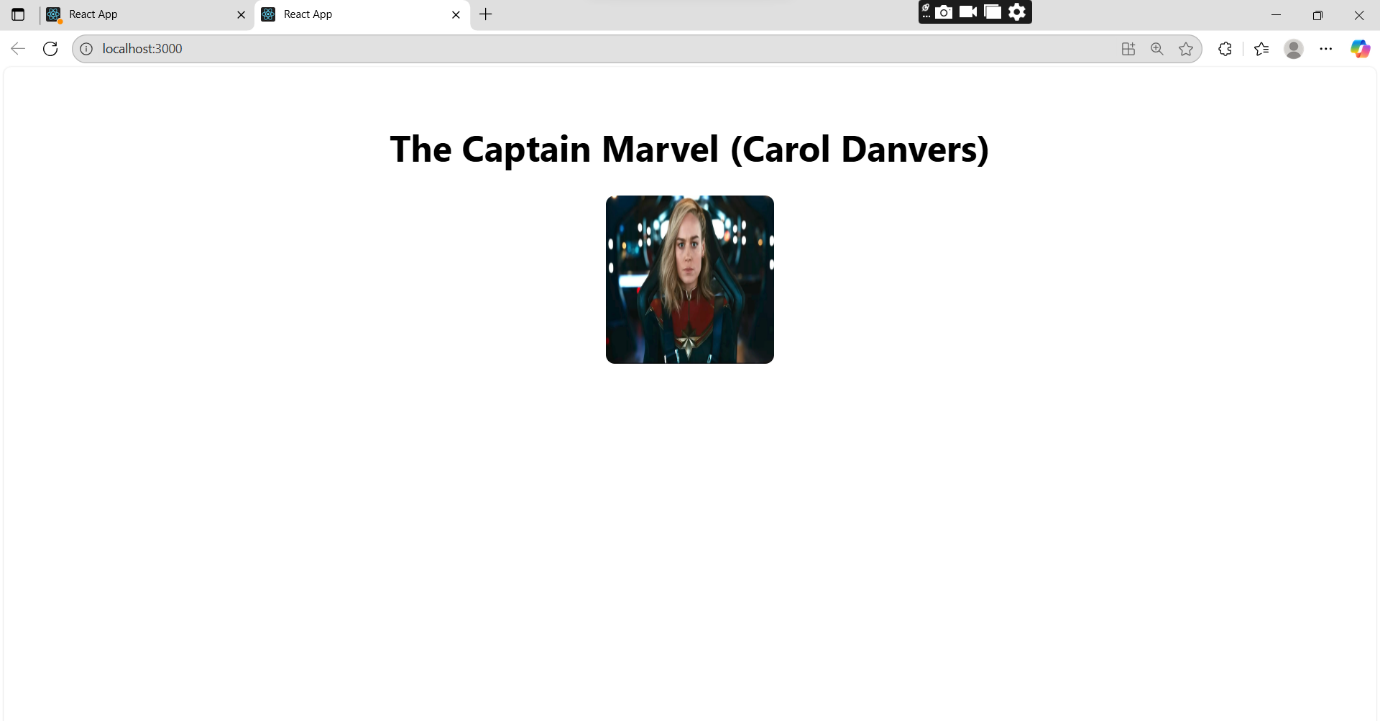 React App
React App
localhost:3000
The Captain Marvel (Carol Danvers)